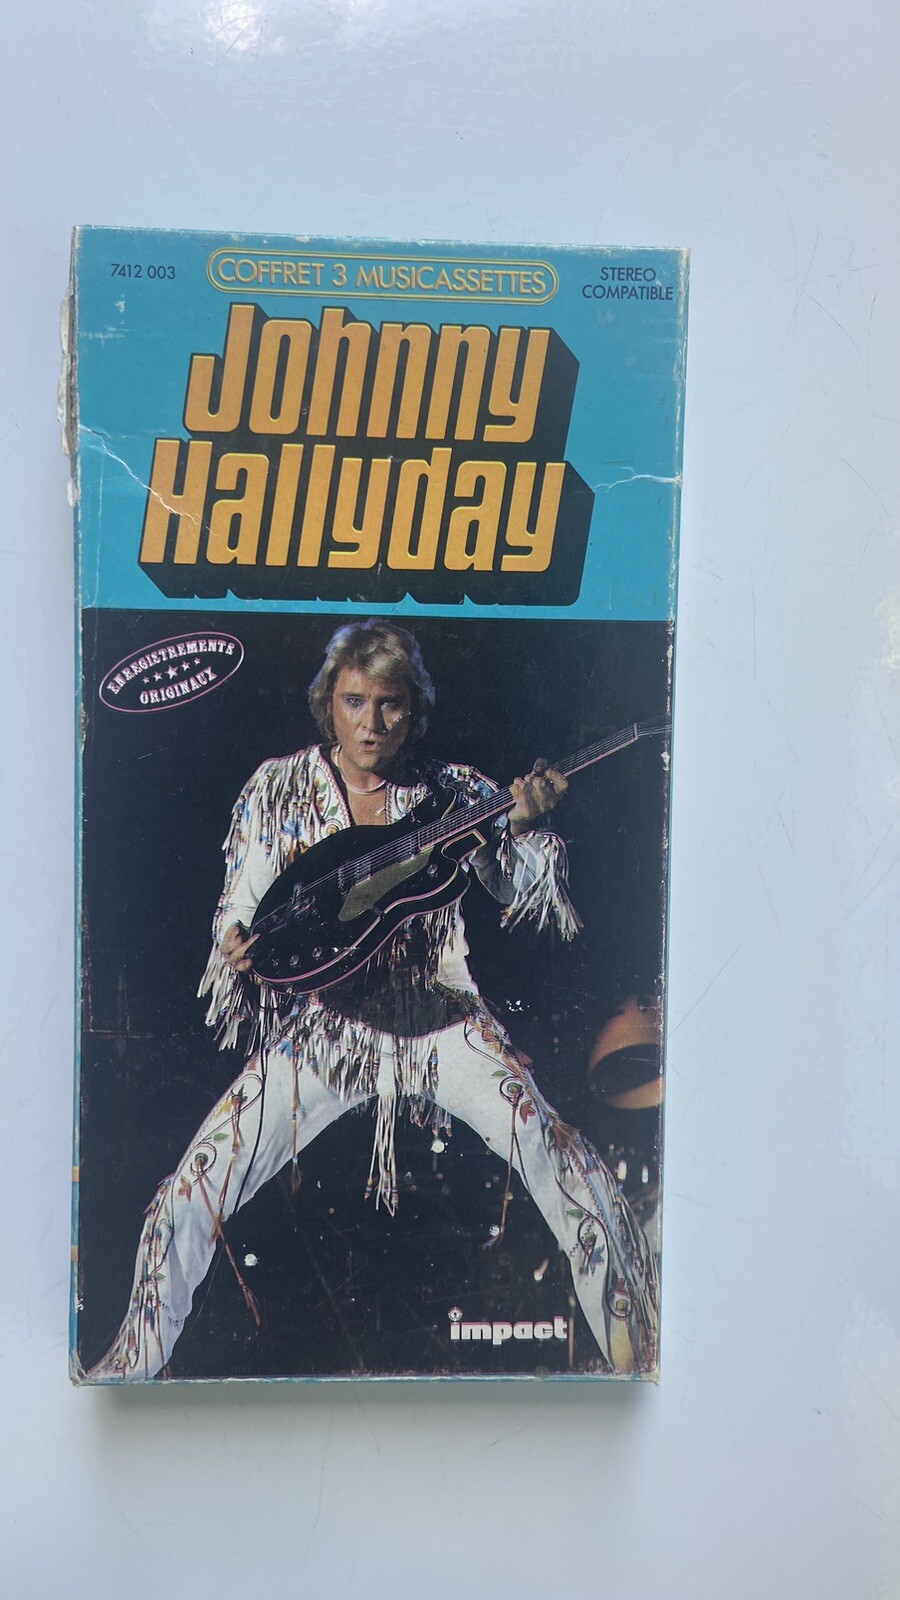 7412 003
COFFRET 3 MUSICASSETTES
STEREO
COMPATIBLE
Johnny
Hallyday
ENREGISTREMENTS
ORIGINAUX
impact